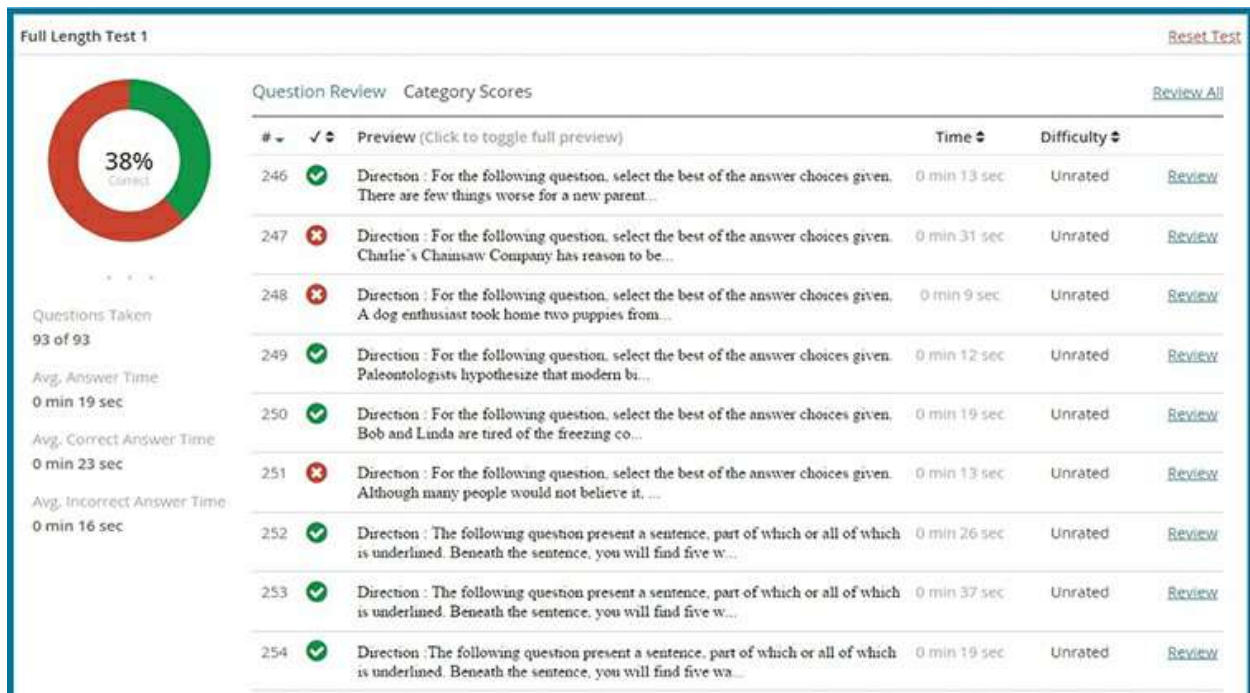 Full Length Test 1
Reset Test
38%
Correct
Questions Taken
93 of 93
Avg. Answer Time
0 min 19 sec
Avg. Correct Answer Time
0 min 23 sec
Avg. Incorrect Answer Time
0 min 16 sec
Question Review Category Scores
Review All
# ✓ Preview (Click to toggle full preview) Time Difficulty
246 Direction : For the following question, select the best of the answer choices given. 0 min 13 sec Unrated Review
There are few things worse for a new parent...
247 Direction : For the following question, select the best of the answer choices given. 0 min 31 sec Unrated Review
Charlie`s Chainsaw Company has reason to be...
248 Direction : For the following question, select the best of the answer choices given. 0 min 9 sec Unrated Review
A dog enthusiast took home two puppies from...
249 Direction : For the following question, select the best of the answer choices given. 0 min 12 sec Unrated Review
Paleontologists hypothesize that modern bi...
250 Direction : For the following question, select the best of the answer choices given. 0 min 19 sec Unrated Review
Bob and Linda are tired of the freezing co...
251 Direction : For the following question, select the best of the answer choices given. 0 min 13 sec Unrated Review
Although many people would not believe it, ...
252 Direction : The following question present a sentence, part of which or all of which 0 min 26 sec Unrated Review
is underlined. Beneath the sentence, you will find five w...
253 Direction : The following question present a sentence, part of which or all of which 0 min 37 sec Unrated Review
is underlined. Beneath the sentence, you will find five w...
254 Direction :The following question present a sentence, part of which or all of which 0 min 19 sec Unrated Review
is underlined. Beneath the sentence, you will find five wa...